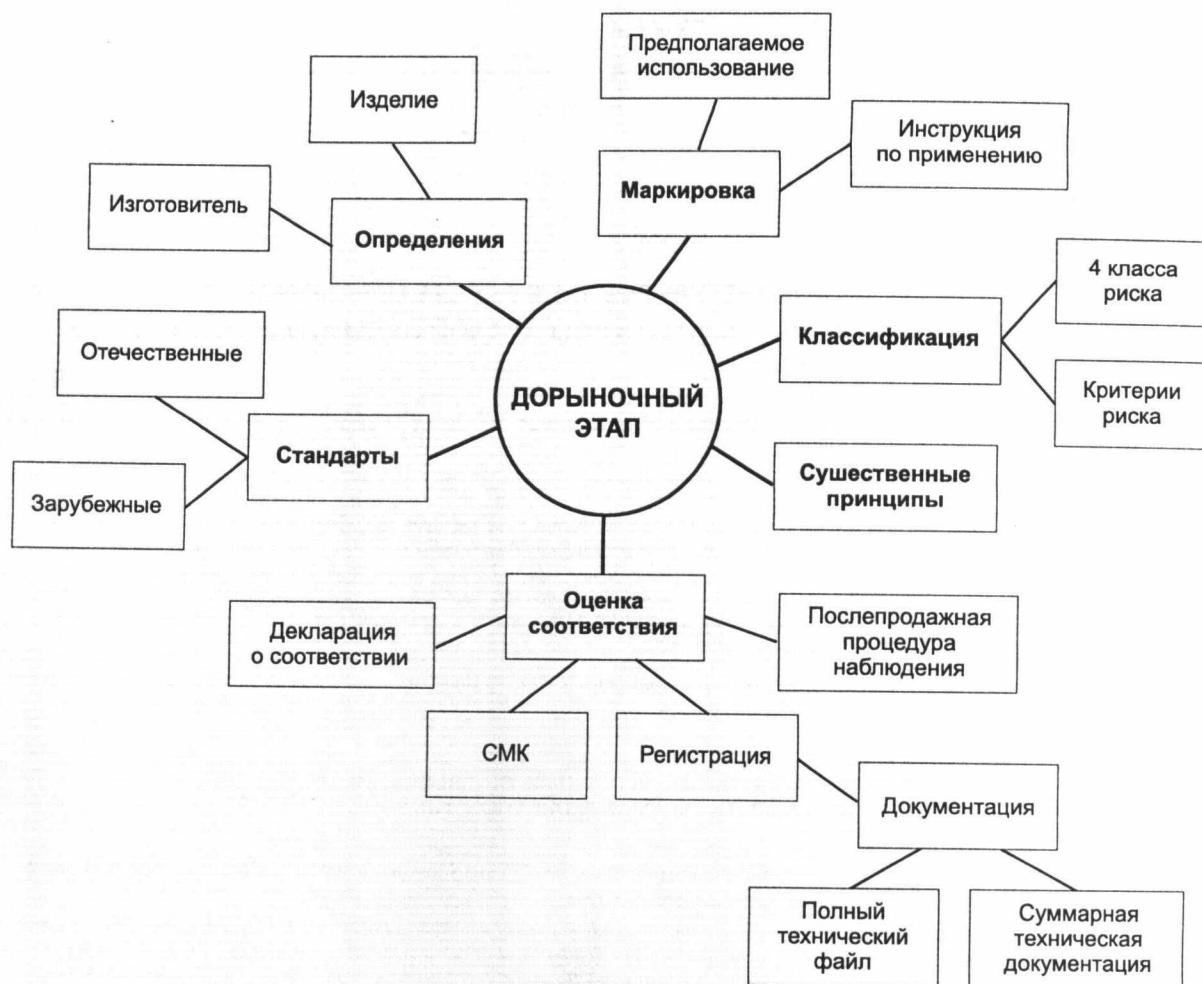 Предполагаемое
использование
Изделие
Инструкция
по применению
Маркировка
Изготовитель
Определения
4 класса
риска
Классификация
Отечественные
Критерии
риска
ДОРЫНОЧНЫЙ
ЭТАП
Стандарты
Сушественные
принципы
Зарубежные
Оценка
соответствия
Декларация
о соответствии
Послепродажная
процедура
наблюдения
СМК
Регистрация
Документация
Полный
технический
файл
Суммарная
техническая
документация